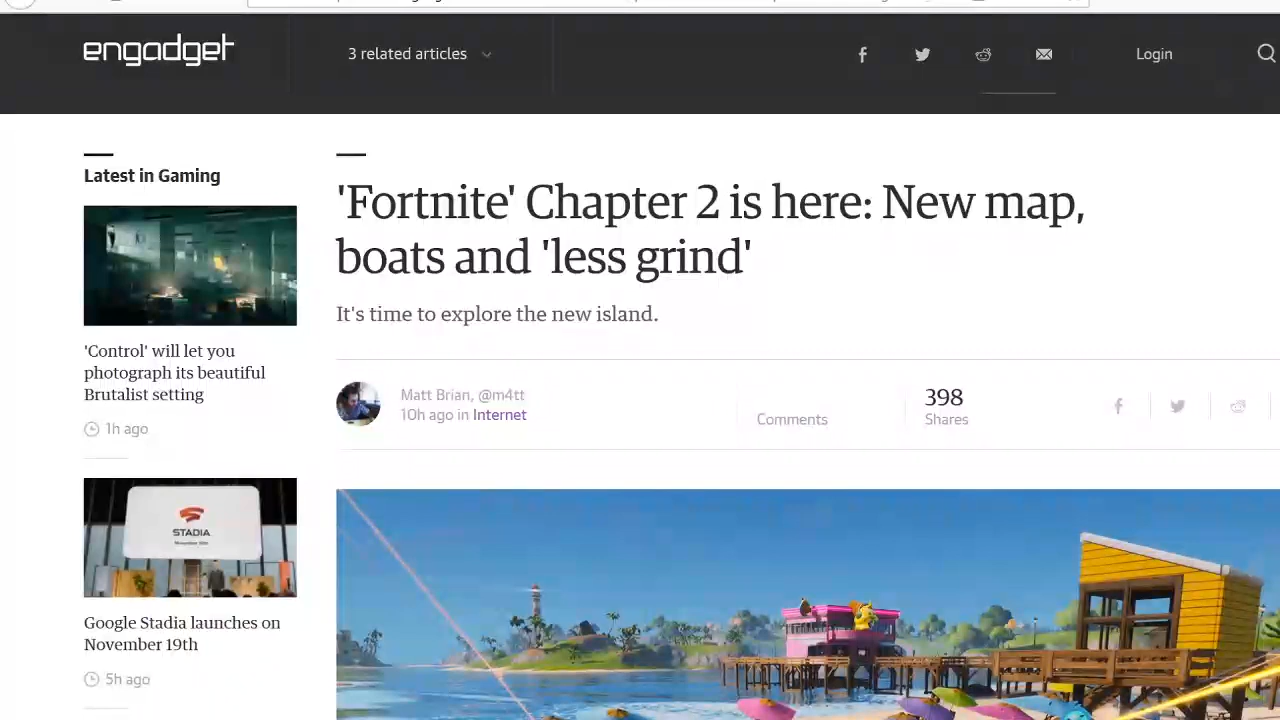 engadget
3 related articles
Login
Latest in Gaming
'Control' will let you
photograph its beautiful
Brutalist setting
1h ago
STADIA
Google Stadia launches on
November 19th
5h ago
'Fortnite' Chapter 2 is here: New map,
boats and 'less grind'
It's time to explore the new island.
Matt Brian, @m4tt
10h ago in Internet
Comments
398
Shares